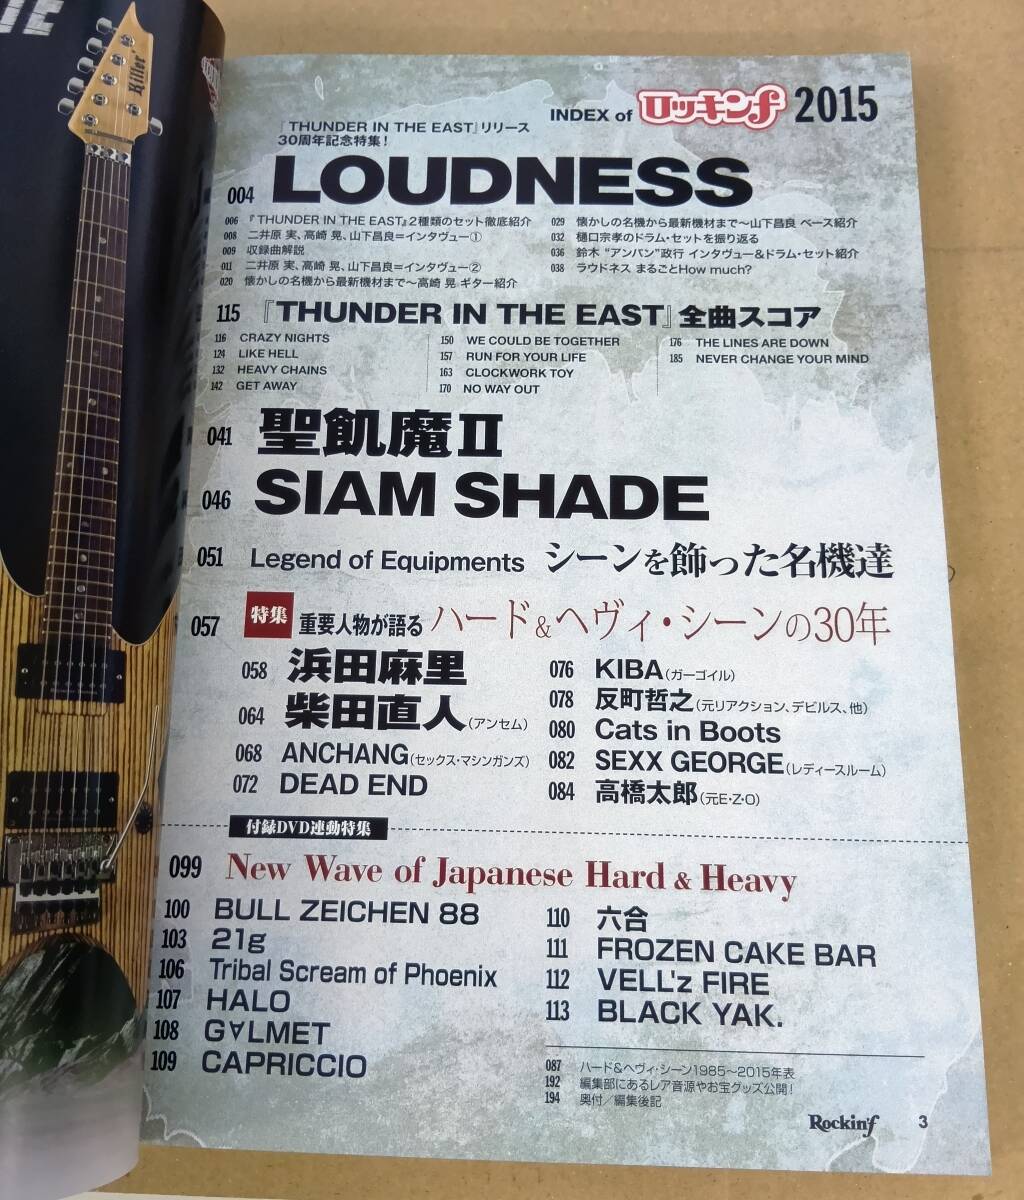 Killer
INDEX of ロッキンf 2015
『THUNDER IN THE EAST』リリース
30周年記念特集!
004 LOUDNESS
006 『THUNDER IN THE EAST』2種類のセット徹底紹介
008 二井原 実、高崎 晃、山下昌良=インタヴュー①
009 収録曲解説
011 二井原 実、高崎 晃、山下昌良=インタヴュー②
020 懐かしの名機から最新機材まで〜高崎 晃 ギター紹介
029 懐かしの名機から最新機材まで〜山下昌良 ベース紹介
032 樋口宗孝のドラム・セットを振り返る
036 鈴木 “アンパン”政行 インタヴュー&ドラム・セット紹介
038 ラウドネス まるごとHow much?
115 『THUNDER IN THE EAST』全曲スコア
116 CRAZY NIGHTS
124 LIKE HELL
132 HEAVY CHAINS
142 GET AWAY
150 WE COULD BE TOGETHER
157 RUN FOR YOUR LIFE
163 CLOCKWORK TOY
170 NO WAY OUT
176 THE LINES ARE DOWN
185 NEVER CHANGE YOUR MIND
041 聖飢魔II
046 SIAM SHADE
051 Legend of Equipments シーンを飾った名機達
057 特集 重要人物が語る ハード&ヘヴィ・シーンの30年
058 浜田麻里
064 柴田直人(アンセム)
068 ANCHANG(セックス・マシンガンズ)
072 DEAD END
076 KIBA(ガーゴイル)
078 反町哲之(元リアクション、デビルス、他)
080 Cats in Boots
082 SEXX GEORGE(レディースルーム)
084 高橋太郎(元E・Z・O)
付録DVD連動特集
099 New Wave of Japanese Hard & Heavy
100 BULL ZEICHEN 88
103 21g
106 Tribal Scream of Phoenix
107 HALO
108 G∀LMET
109 CAPRICCIO
110 六合
111 FROZEN CAKE BAR
112 VELL'z FIRE
113 BLACK YAK.
087 ハード&ヘヴィ・シーン1985〜2015年表
192 編集部にあるレア音源やお宝グッズ公開!
194 奥付/編集後記
Rockin'f 3